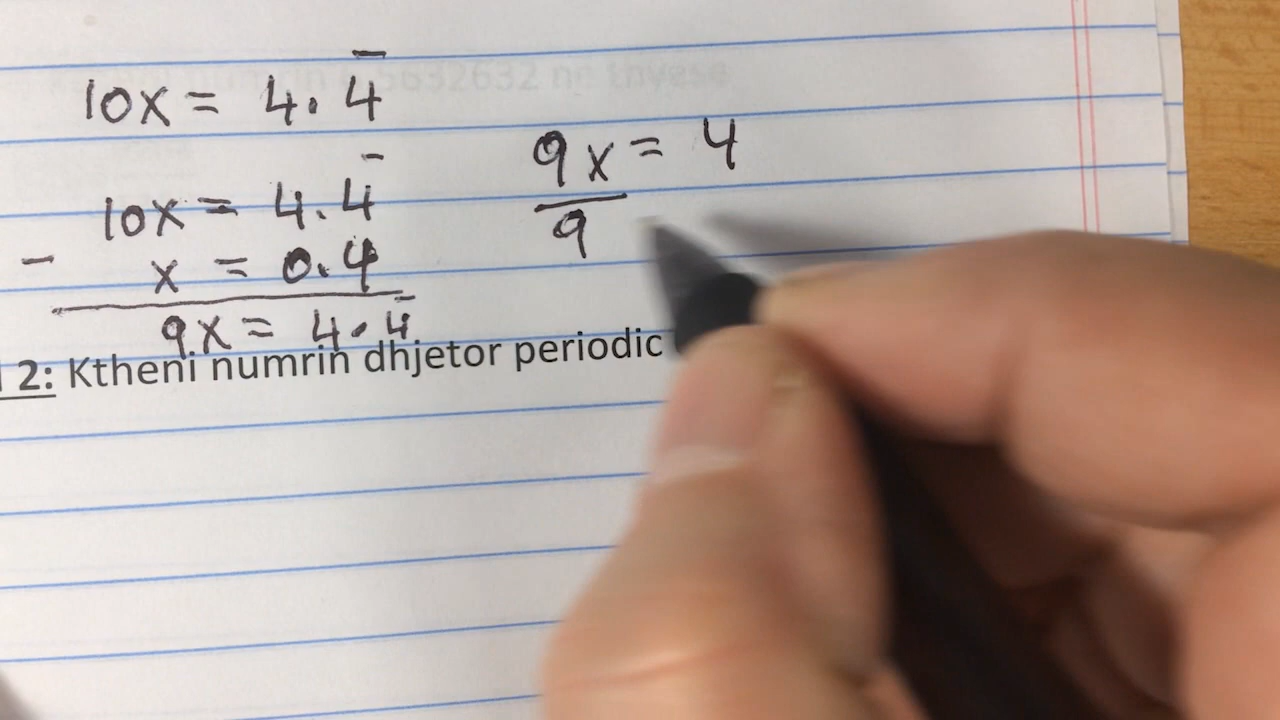 10x = 4.4̅
10x = 4.4̅
- x = 0.4
9x = 4.4̅
9x = 4
9
2: Ktheni numrin dhjetor periodic